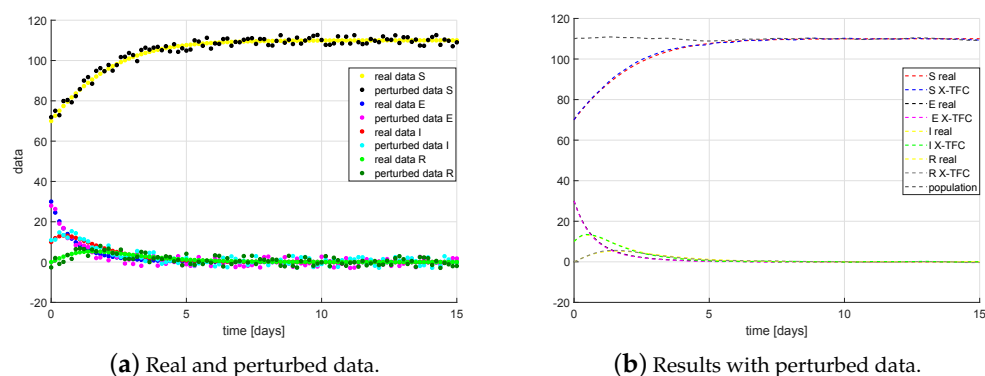 120
100
80
60
40
20
0
-20
data
0
5
10
15
time [days]
real data S
perturbed data S
real data E
perturbed data E
real data I
perturbed data I
real data R
perturbed data R
(a) Real and perturbed data.
120
100
80
60
40
20
0
-20
0
5
10
15
time [days]
S real
S X-TFC
E real
E X-TFC
I real
I X-TFC
R real
R X-TFC
population
(b) Results with perturbed data.